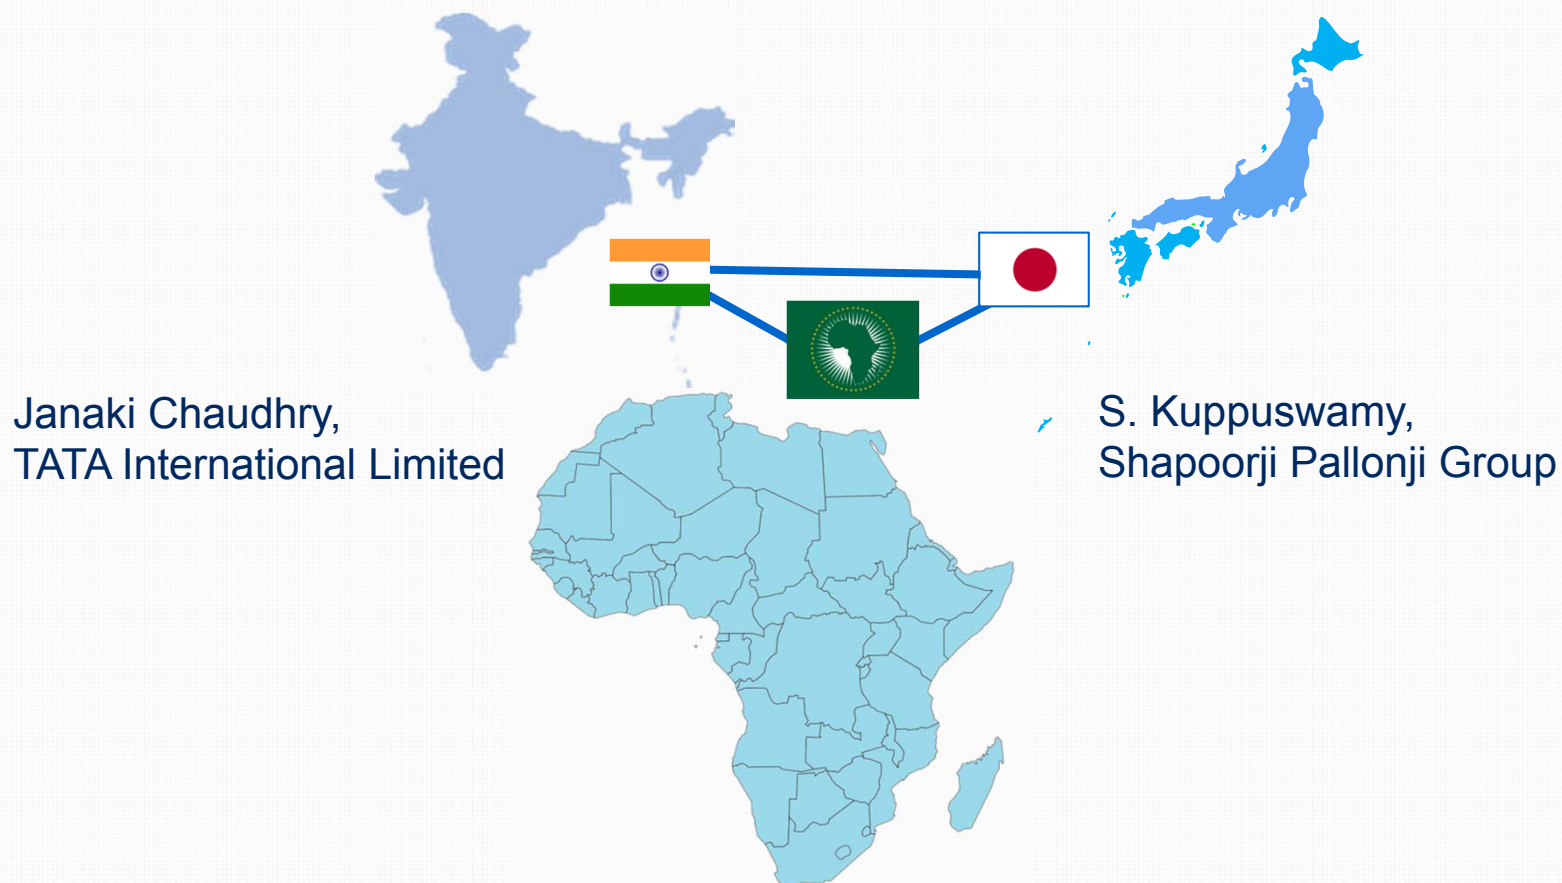 Janaki Chaudhry,
TATA International Limited
S. Kuppuswamy,
Shapoorji Pallonji Group